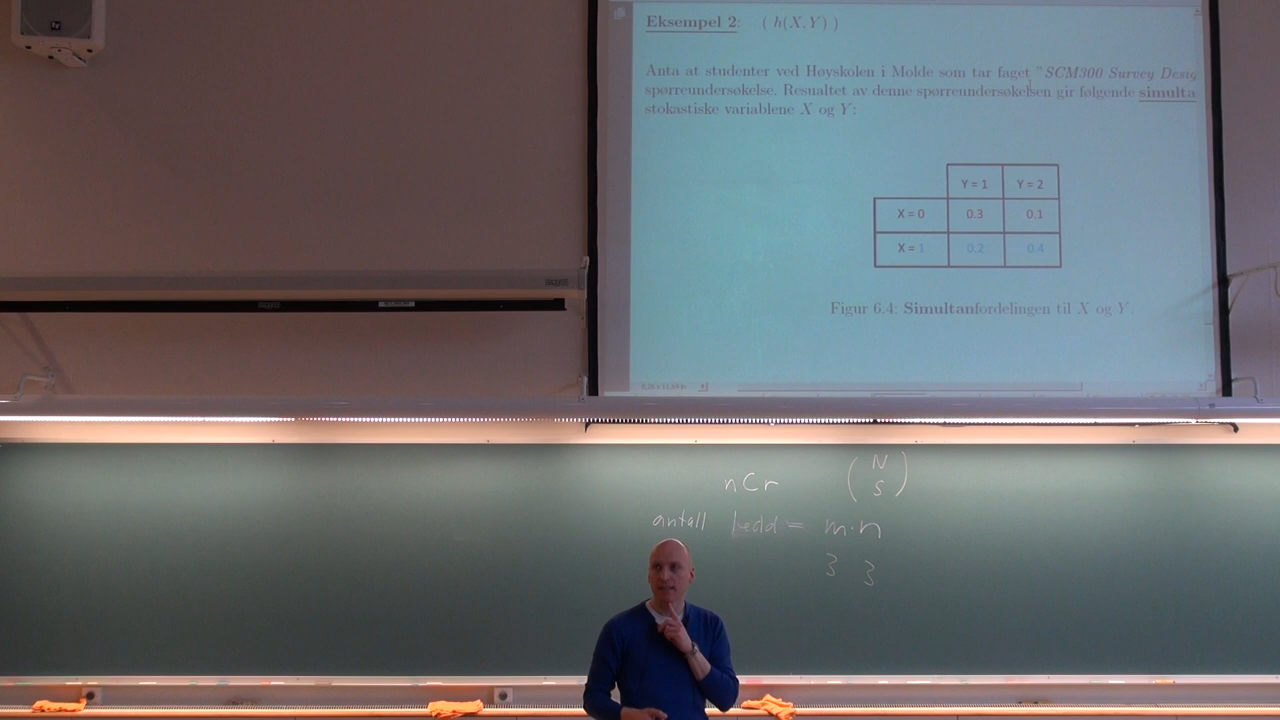 Eksempel 2: ( h(X, Y) )
Anta at studenter ved Høyskolen i Molde som tar faget "SCM300 Survey Desig
spørreundersøkelse. Resualtet av denne spørreundersøkelsen gir følgende simulta
stokastiske variablene X og Y:
Y = 1 Y = 2
X = 0 0.3 0.1
X = 1 0.2 0.4
Figur 6.4: Simultanfordelingen til X og Y.
nCr (N
S)
antall = m·n
3 3